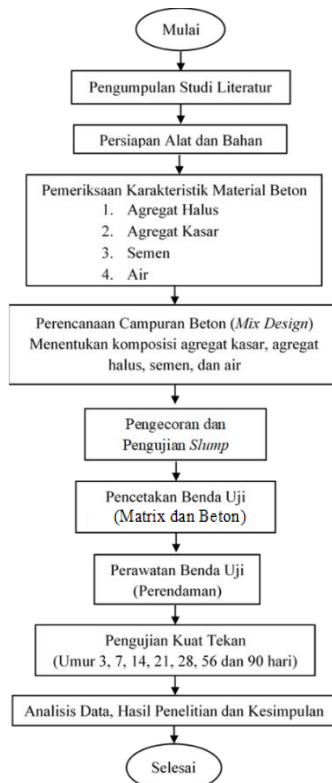 Mulai
Pengumpulan Studi Literatur
Persiapan Alat dan Bahan
Pemeriksaan Karakteristik Material Beton
1. Agregat Halus
2. Agregat Kasar
3. Semen
4. Air
Perencanaan Campuran Beton (Mix Design)
Menentukan komposisi agregat kasar, agregat
halus, semen, dan air
Pengecoran dan
Pengujian Slump
Pencetakan Benda Uji
(Matrix dan Beton)
Perawatan Benda Uji
(Perendaman)
Pengujian Kuat Tekan
(Umur 3, 7, 14, 21, 28, 56 dan 90 hari)
Analisis Data, Hasil Penelitian dan Kesimpulan
Selesai